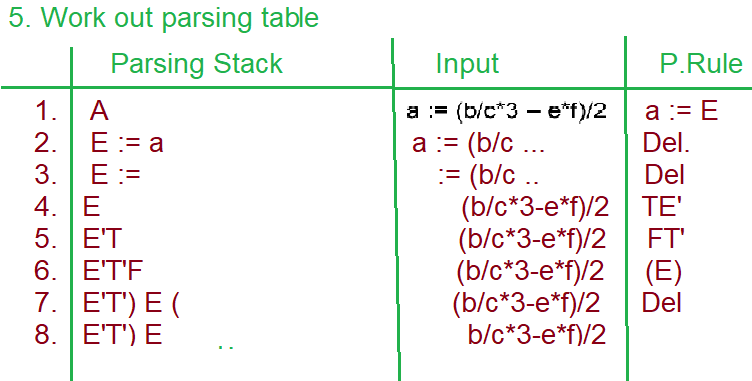 5. Work out parsing table
Parsing Stack Input P.Rule
1. A a := (b/c*3 – e*f)/2 a := E
2. E := a a := (b/c ... Del.
3. E := := (b/c .. Del
4. E (b/c*3-e*f)/2 TE'
5. E'T (b/c*3-e*f)/2 FT'
6. E'T'F (b/c*3-e*f)/2 (E)
7. E'T') E ( (b/c*3-e*f)/2 Del
8. E'T') E .. b/c*3-e*f)/2